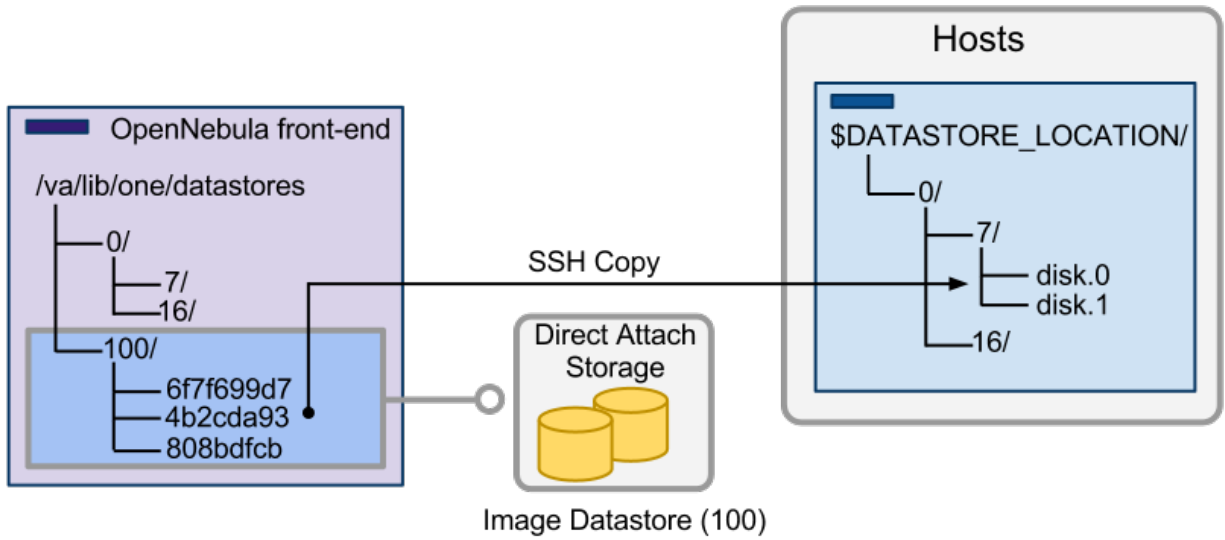 OpenNebula front-end
/va/lib/one/datastores
0/
7/
16/
100/
6f7f699d7
4b2cda93
808bdfcb
SSH Copy
Direct Attach
Storage
Image Datastore (100)
Hosts
$DATASTORE_LOCATION/
0/
7/
disk.0
disk.1
16/